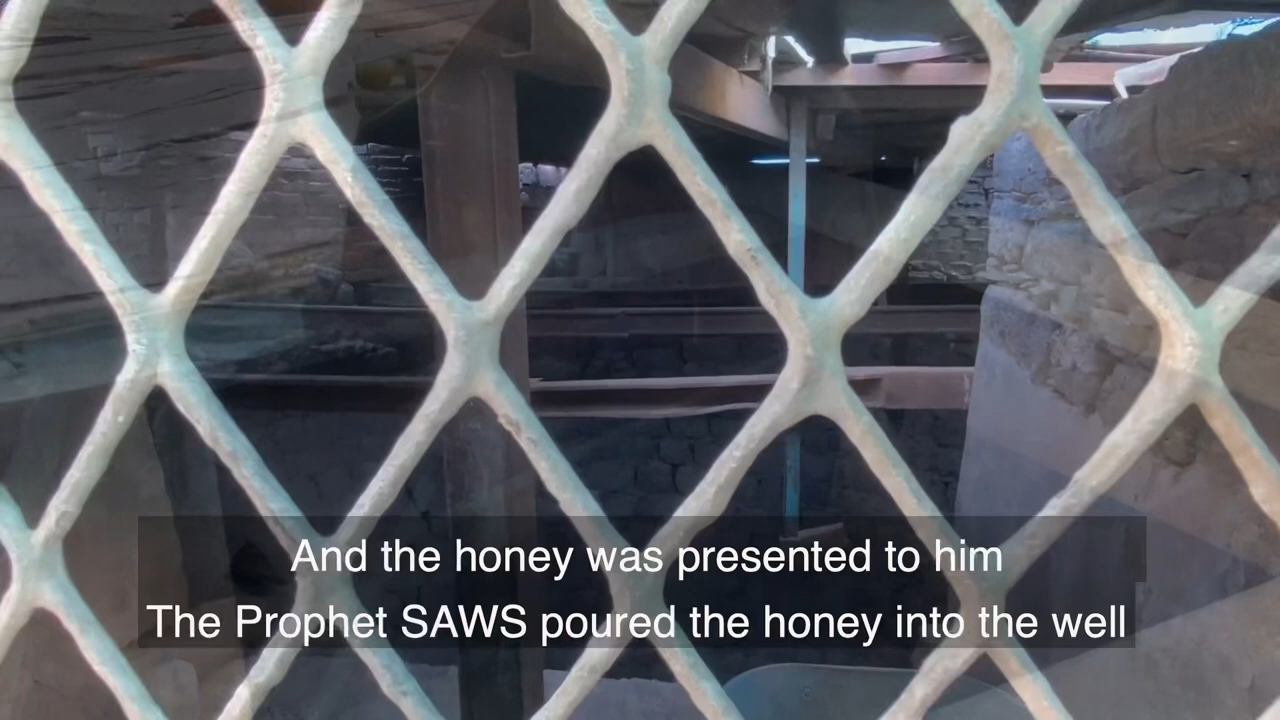 And the honey was presented to him
The Prophet SAWS poured the honey into the well